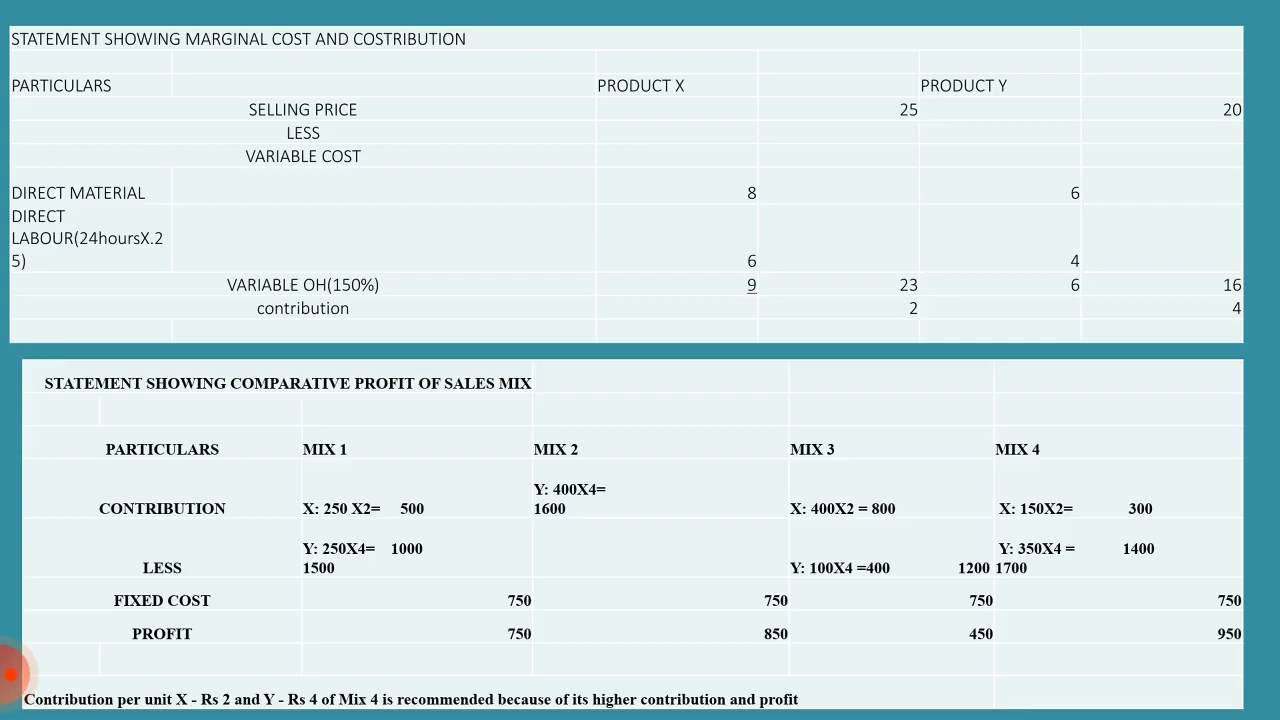 STATEMENT SHOWING MARGINAL COST AND COSTRIBUTION
PARTICULARS PRODUCT X PRODUCT Y
SELLING PRICE 25 20
LESS
VARIABLE COST
DIRECT MATERIAL 8 6
DIRECT
LABOUR(24hoursX.2
5) 6 4
VARIABLE OH(150%) 9 23 6 16
contribution 2 4
STATEMENT SHOWING COMPARATIVE PROFIT OF SALES MIX
PARTICULARS MIX 1 MIX 2 MIX 3 MIX 4
Y: 400X4=
CONTRIBUTION X: 250 X2= 500 1600 X: 400X2 = 800 X: 150X2= 300
Y: 250X4= 1000 Y: 350X4 = 1400
LESS 1500 Y: 100X4 =400 1200 1700
FIXED COST 750 750 750 750
PROFIT 750 850 450 950
Contribution per unit X - Rs 2 and Y - Rs 4 of Mix 4 is recommended because of its higher contribution and profit